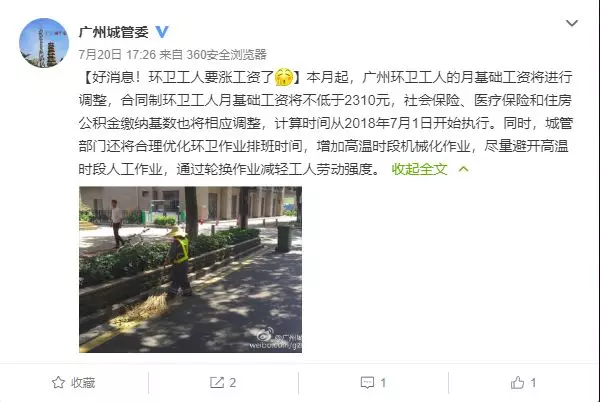 广州城管委
7月20日 17:26 来自 360安全浏览器
【好消息！环卫工人要涨工资了】本月起，广州环卫工人的月基础工资将进行
调整，合同制环卫工人月基础工资将不低于2310元，社会保险、医疗保险和住房
公积金缴纳基数也将相应调整，计算时间从2018年7月1日开始执行。同时，城管
部门还将合理优化环卫作业排班时间，增加高温时段机械化作业，尽量避开高温
时段人工作业，通过轮换作业减轻工人劳动强度。 收起全文
@广州城
weibo.com/gz
收藏
2
1
1